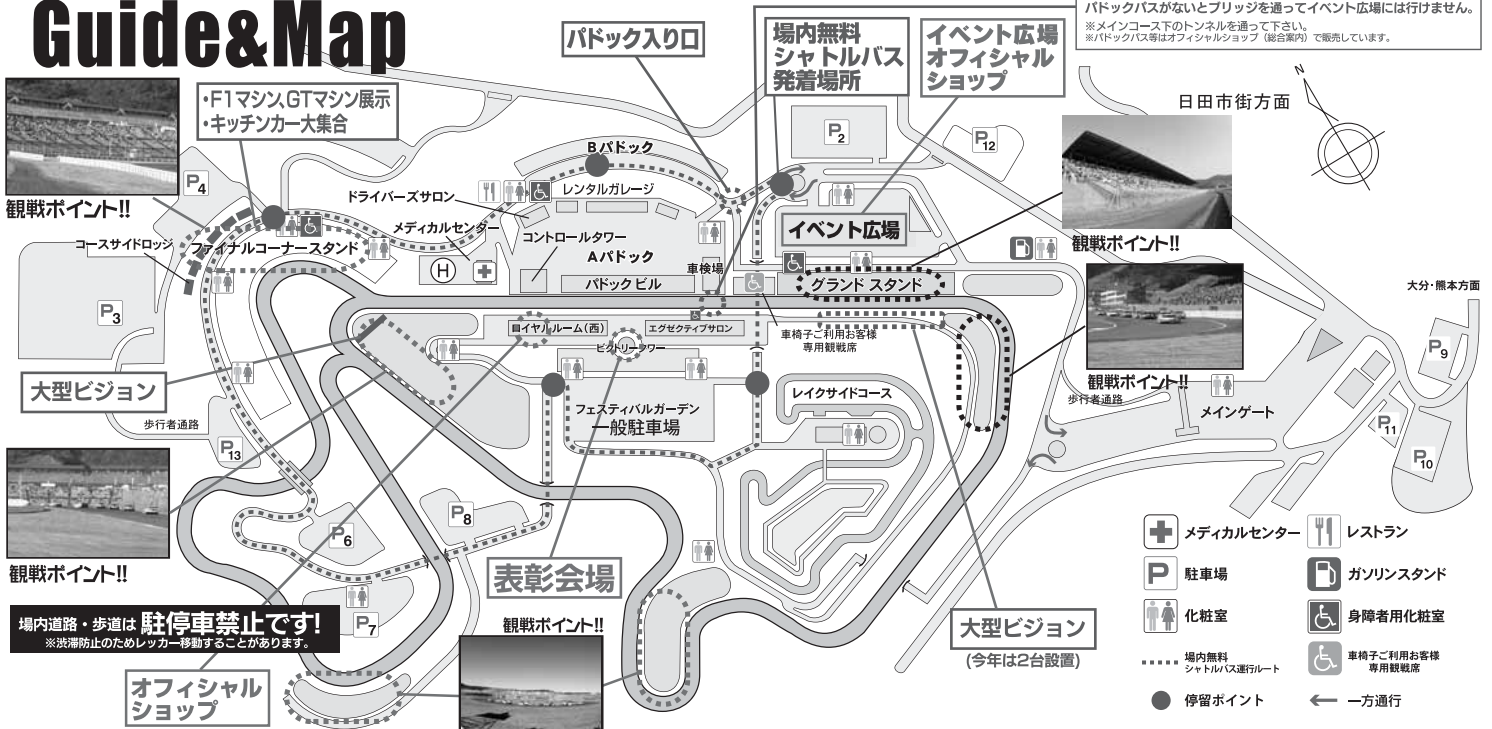 Guide&Map
パドックパスがないとブリッジを通ってイベント広場には行けません。
※メインコース下のトンネルを通って下さい。
※パドックパス等はオフィシャルショップ（総合案内）で販売しています。
パドック入り口
場内無料
シャトルバス
発着場所
イベント広場
オフィシャル
ショップ
N
日田市街方面
・F1マシン、GTマシン展示
・キッチンカー大集合
観戦ポイント!!
P2
P12
P4
Bパドック
レンタルガレージ
ドライバーズサロン
メディカルセンター
コントロールタワー
Aパドック
パドックビル
車検場
イベント広場
グランドスタンド
観戦ポイント!!
コースサイドロッジ
ファイナルコーナースタンド
H
P3
大分・熊本方面
P9
ロイヤルルーム（西）
エグゼクティブサロン
ビクトリータワー
車椅子ご利用お客様
専用観戦席
観戦ポイント!!
歩行者通路
メインゲート
P11
P10
大型ビジョン
歩行者通路
P13
フェスティバルガーデン
一般駐車場
レイクサイドコース
観戦ポイント!!
P6
P8
P7
表彰会場
場内道路・歩道は駐停車禁止です!
※渋滞防止のためレッカー移動することがあります。
オフィシャル
ショップ
観戦ポイント!!
大型ビジョン
(今年は2台設置)
メディカルセンター
レストラン
P 駐車場
ガソリンスタンド
化粧室
身障者用化粧室
場内無料
シャトルバス運行ルート
車椅子ご利用お客様
専用観戦席
停留ポイント
一方通行